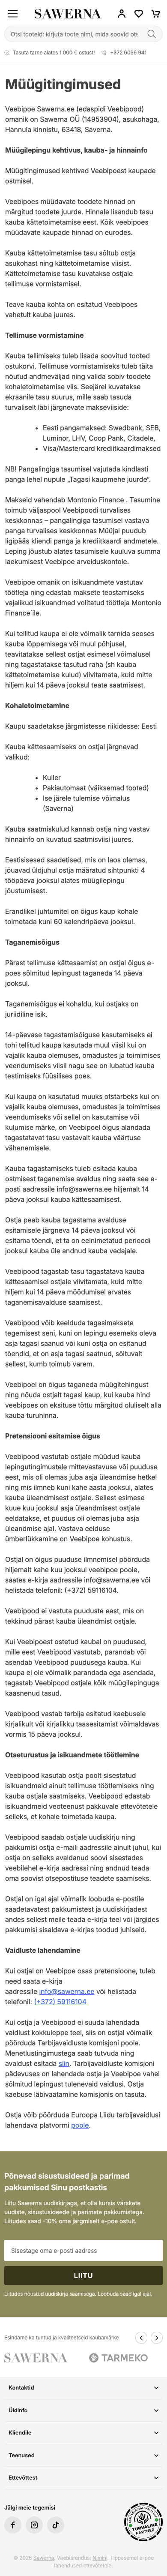 SAWERNA
Otsi tooteid: kirjuta toote nimi, mida soovid ots
Tasuta tarne alates 1 000 € ostust!
+372 6066 941
Müügitingimused
Veebipoe Sawerna.ee (edaspidi Veebipood)
omanik on Sawerna OÜ (14953904), asukohaga,
Hannula kinnistu, 63418, Saverna.
Müügilepingu kehtivus, kauba- ja hinnainfo
Müügitingimused kehtivad Veebipoest kaupade
ostmisel.
Veebipoes müüdavate toodete hinnad on
märgitud toodete juurde. Hinnale lisandub tasu
kauba kättetoimetamise eest. Kõik veebipoes
müüdavate kaupade hinnad on eurodes.
Kauba kättetoimetamise tasu sõltub ostja
asukohast ning kättetoimetamise viisist.
Kättetoimetamise tasu kuvatakse ostjale
tellimuse vormistamisel.
Teave kauba kohta on esitatud Veebipoes
vahetult kauba juures.
Tellimuse vormistamine
Kauba tellimiseks tuleb lisada soovitud tooted
ostukorvi. Tellimuse vormistamiseks tuleb täita
nõutud andmeväljad ning valida sobiv toodete
kohaletoimetamise viis. Seejärel kuvatakse
ekraanile tasu suurus, mille saab tasuda
turvaliselt läbi järgnevate makseviiside:
• Eesti pangamaksed: Swedbank, SEB,
Luminor, LHV, Coop Pank, Citadele,
• Visa/Mastercard krediitkaardimaksed
NB! Pangalingiga tasumisel vajutada kindlasti
panga lehel nupule „Tagasi kaupmehe juurde“.
Makseid vahendab Montonio Finance . Tasumine
toimub väljaspool Veebipoodi turvalises
keskkonnas – pangalingiga tasumisel vastava
panga turvalises keskkonnas Müüjal puudub
ligipääs kliendi panga ja krediitkaardi andmetele.
Leping jõustub alates tasumisele kuuluva summa
laekumisest Veebipoe arvelduskontole.
Veebipoe omanik on isikuandmete vastutav
töötleja ning edastab maksete teostamiseks
vajalikud isikuandmed volitatud töötleja Montonio
Finance´ile.
Kui tellitud kaupa ei ole võimalik tarnida seoses
kauba lõppemisega või muul põhjusel,
teavitatakse sellest ostjat esimesel võimalusel
ning tagastatakse tasutud raha (sh kauba
kättetoimetamise kulud) viivitamata, kuid mitte
hiljem kui 14 päeva jooksul teate saatmisest.
Kohaletoimetamine
Kaupu saadetakse järgmistesse riikidesse: Eesti
Kauba kättesaamiseks on ostjal järgnevad
valikud:
• Kuller
• Pakiautomaat (väiksemad tooted)
• Ise järele tulemise võimalus
(Saverna)
Kauba saatmiskulud kannab ostja ning vastav
hinnainfo on kuvatud saatmisviisi juures.
Eestisisesed saadetised, mis on laos olemas,
jõuavad üldjuhul ostja määratud sihtpunkti 4
tööpäeva jooksul alates müügilepingu
jõustumisest.
Erandlikel juhtumitel on õigus kaup kohale
toimetada kuni 60 kalendripäeva jooksul.
Taganemisõigus
Pärast tellimuse kättesaamist on ostjal õigus e-
poes sõlmitud lepingust taganeda 14 päeva
jooksul.
Taganemisõigus ei kohaldu, kui ostjaks on
juriidiline isik.
14-päevase tagastamisõiguse kasutamiseks ei
tohi tellitud kaupa kasutada muul viisil kui on
vajalik kauba olemuses, omadustes ja toimimises
veendumiseks viisil nagu see on lubatud kauba
testimiseks füüsilises poes.
Kui kaupa on kasutatud muuks otstarbeks kui on
vajalik kauba olemuses, omadustes ja toimimises
veendumiseks või sellel on kasutamise või
kulumise märke, on Veebipoel õigus alandada
tagastatavat tasu vastavalt kauba väärtuse
vähenemisele.
Kauba tagastamiseks tuleb esitada kauba
ostmisest taganemise avaldus ning saata see e-
posti aadressile info@sawerna.ee hiljemalt 14
päeva jooksul kauba kättesaamisest.
Ostja peab kauba tagastama avalduse
esitamisele järgneva 14 päeva jooksul või
esitama tõendi, et ta on eelnimetatud perioodi
jooksul kauba üle andnud kauba vedajale.
Veebipood tagastab tasu tagastatava kauba
kättesaamisel ostjale viivitamata, kuid mitte
hiljem kui 14 päeva möödumisel arvates
taganemisavalduse saamisest.
Veebipood võib keelduda tagasimaksete
tegemisest seni, kuni on lepingu esemeks oleva
asja tagasi saanud või kuni ostja on esitanud
tõendid, et on asja tagasi saatnud, sõltuvalt
sellest, kumb toimub varem.
Veebipoel on õigus taganeda müügitehingust
ning nõuda ostjalt tagasi kaup, kui kauba hind
veebipoes on eksituse tõttu märgitud oluliselt alla
kauba turuhinna.
Pretensiooni esitamise õigus
Veebipood vastutab ostjale müüdud kauba
lepingutingimustele mittevastavuse või puuduse
eest, mis oli olemas juba asja üleandmise hetkel
ning mis ilmneb kuni kahe aasta jooksul, alates
kauba üleandmisest ostjale. Sellest esimese
kuue kuu jooksul asja üleandmisest ostjale
eeldatakse, et puudus oli olemas juba asja
üleandmise ajal. Vastava eelduse
ümberlükkamine on Veebipoe kohustus.
Ostjal on õigus puuduse ilmnemisel pöörduda
hiljemalt kahe kuu jooksul veebipoe poole,
saates e-kirja aadressile info@sawerna.ee või
helistada telefonil: (+372) 59116104.
Veebipood ei vastuta puuduste eest, mis on
tekkinud pärast kauba üleandmist ostjale.
Kui Veebipoest ostetud kaubal on puudused,
mille eest Veebipood vastutab, parandab või
asendab Veebipood puudusega kauba. Kui
kaupa ei ole võimalik parandada või asendada,
tagastab Veebipood ostjale kõik müügilepinguga
kaasnenud tasud.
Veebipood vastab tarbija esitatud kaebusele
kirjalikult või kirjalikku taasesitamist võimaldavas
vormis 15 päeva jooksul.
Otseturustus ja isikuandmete töötlemine
Veebipood kasutab ostja poolt sisestatud
isikuandmeid ainult tellimuse töötlemiseks ning
kauba ostjale saatmiseks. Veebipood edastab
isikuandmeid veoteenust pakkuvale ettevõtetele
selleks, et kohale toimetada kaupa.
Veebipood saadab ostjale uudiskirju ning
pakkumisi ostja e-maili aadressile ainult juhul, kui
ostja on selleks avaldanud soovi, sisestades
veebilehel e-kirja aadressi ning andnud teada
oma soovist otsepostituste teadete saamiseks.
Ostjal on igal ajal võimalik loobuda e-postile
saadetavatest pakkumistest ja uudiskirjadest
andes sellest meile teada e-kirja teel või järgides
pakkumisi sisaldava e-kirjas toodud juhiseid.
Vaidluste lahendamine
Kui ostjal on Veebipoe osas pretensioone, tuleb
need saata e-kirja
aadressile info@sawerna.ee või helistada
telefonil: (+372) 59116104
Kui ostja ja Veebipood ei suuda lahendada
vaidlust kokkuleppe teel, siis on ostjal võimalik
pöörduda Tarbijavaidluste komisjoni poole.
Menetlustingimustega saab tutvuda ning
avaldust esitada siin. Tarbijavaidluste komisjoni
pädevuses on lahendada ostja ja kelner vahel
sõlmitud lepingust tulenevaid vaidlusi. Ostja
kaebuse läbivaatamine komisjonis on tasuta.
Ostja võib pöörduda Euroopa Liidu tarbijavaidlusi
lahendava platvormi poole.
Põnevad sisustusideed ja parimad
pakkumised Sinu postkastis
Liitu Sawerna uudiskirjaga, et olla kursis värskete
uudiste, sisustusideede ja parimate pakkumistega.
Liitudes saad -10% oma järgmiselt e-poe ostult.
Sisestage oma e-posti aadress
LIITU
Liitudes nõustud uudiskirja saamisega. Loobuda saad igal ajal.
Esindame ka tuntud ja kvaliteetseid kaubamärke
SAWERNA
TARMEKO
Kontaktid
Üldinfo
Kliendile
Teenused
Ettevõttest
Jälgi meie tegemisi
TURVALINE
PARTNER